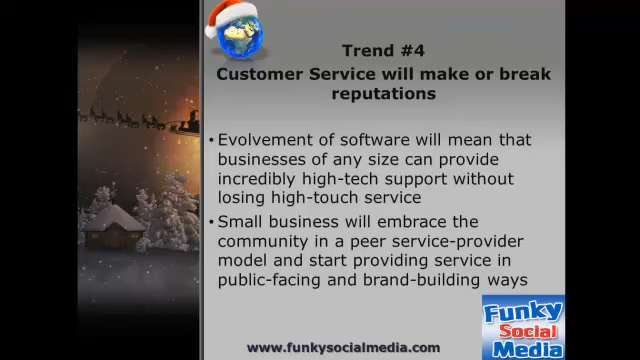 Trend #4
Customer Service will make or break
reputations
• Evolvement of software will mean that
businesses of any size can provide
incredibly high-tech support without
losing high-touch service
• Small business will embrace the
community in a peer service-provider
model and start providing service in
public-facing and brand-building ways
Funky
Social
Media
www.funkysocialmedia.com